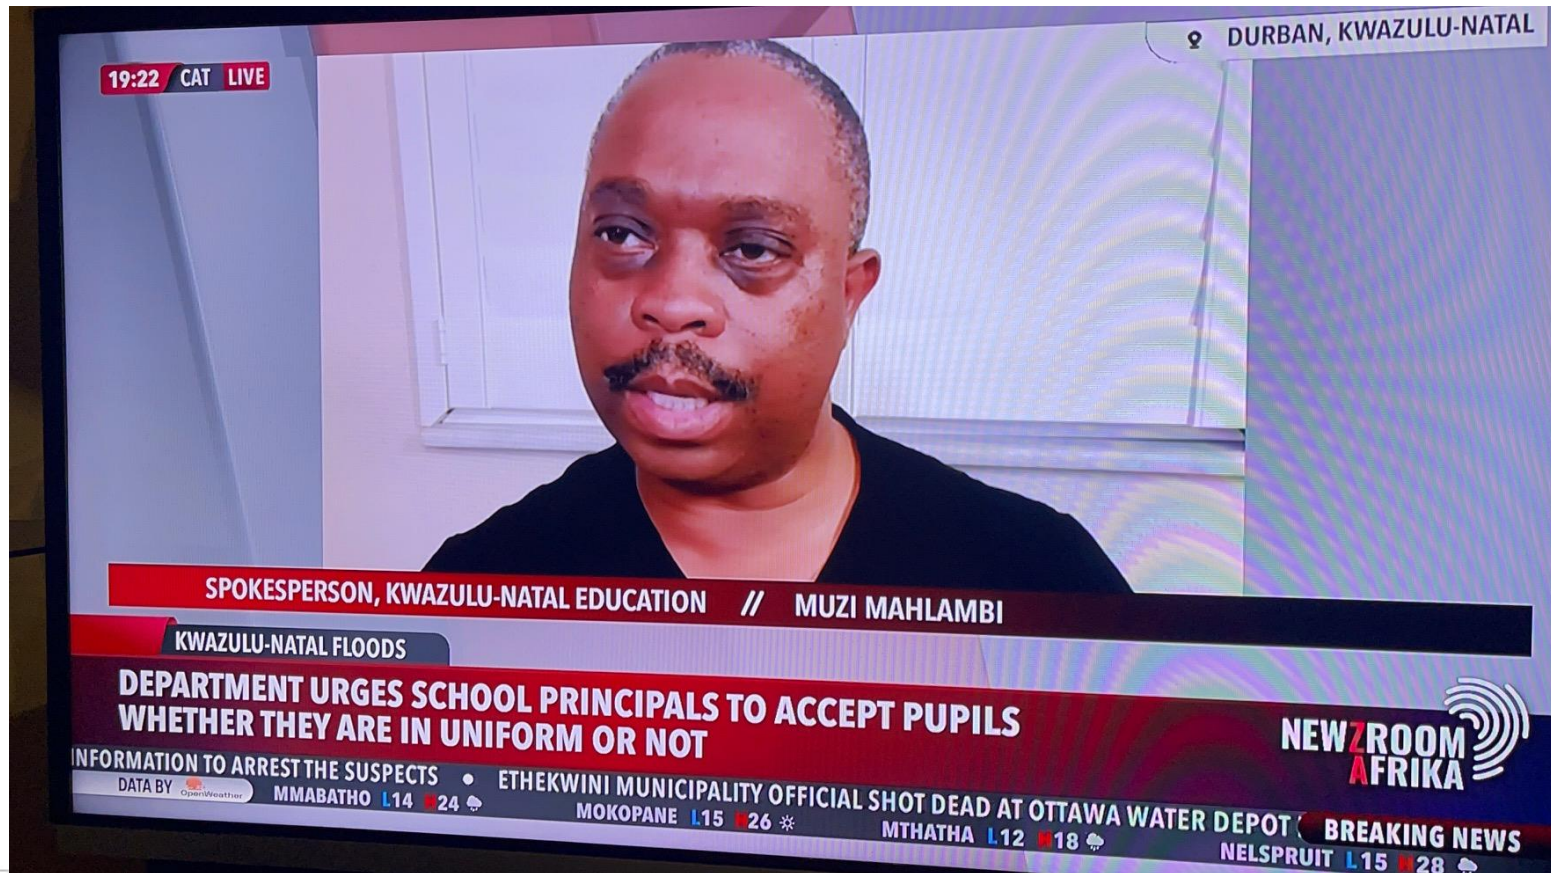 19:22 CAT LIVE
DURBAN, KWAZULU-NATAL
SPOKESPERSON, KWAZULU-NATAL EDUCATION // MUZI MAHLAMBI
KWAZULU-NATAL FLOODS
DEPARTMENT URGES SCHOOL PRINCIPALS TO ACCEPT PUPILS
WHETHER THEY ARE IN UNIFORM OR NOT
NEWZROOM
AFRIKA
INFORMATION TO ARREST THE SUSPECTS • ETHEKWINI MUNICIPALITY OFFICIAL SHOT DEAD AT OTTAWA WATER DEPOT
BREAKING NEWS
DATA BY OpenWeather MMABATHO L14 H24 MOKOPANE L15 H26 MTHATHA L12 H18 NELSPRUIT L15 H28